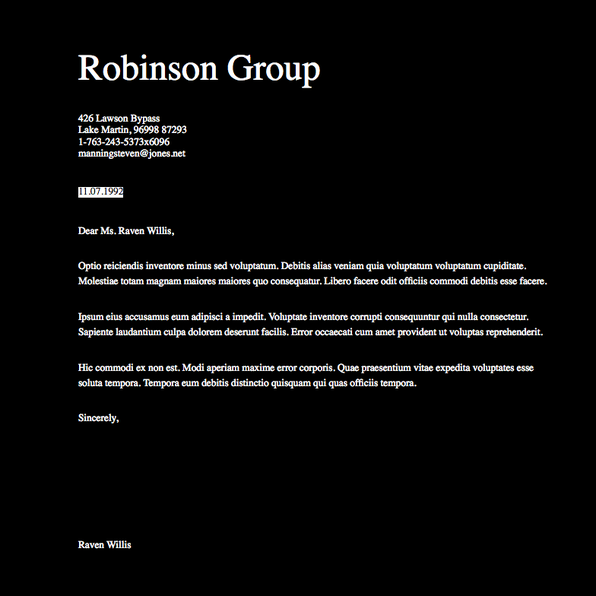 Robinson Group
426 Lawson Bypass
Lake Martin, 96998 87293
1-763-243-5373x6096
manningsteven@jones.net
11.07.1992
Dear Ms. Raven Willis,
Optio reiciendis inventore minus sed voluptatum. Debitis alias veniam quia voluptatum voluptatum cupiditate.
Molestiae totam magnam maiores maiores quo consequatur. Libero facere odit officiis commodi debitis esse facere.
Ipsum eius accusamus eum adipisci a impedit. Voluptate inventore corrupti consequuntur qui nulla consectetur.
Sapiente laudantium culpa dolorem deserunt facilis. Error occaecati cum amet provident ut voluptas reprehenderit.
Hic commodi ex non est. Modi aperiam maxime error corporis. Quae praesentium vitae expedita voluptates esse
soluta tempora. Tempora eum debitis distinctio quisquam qui quas officiis tempora.
Sincerely,
Raven Willis